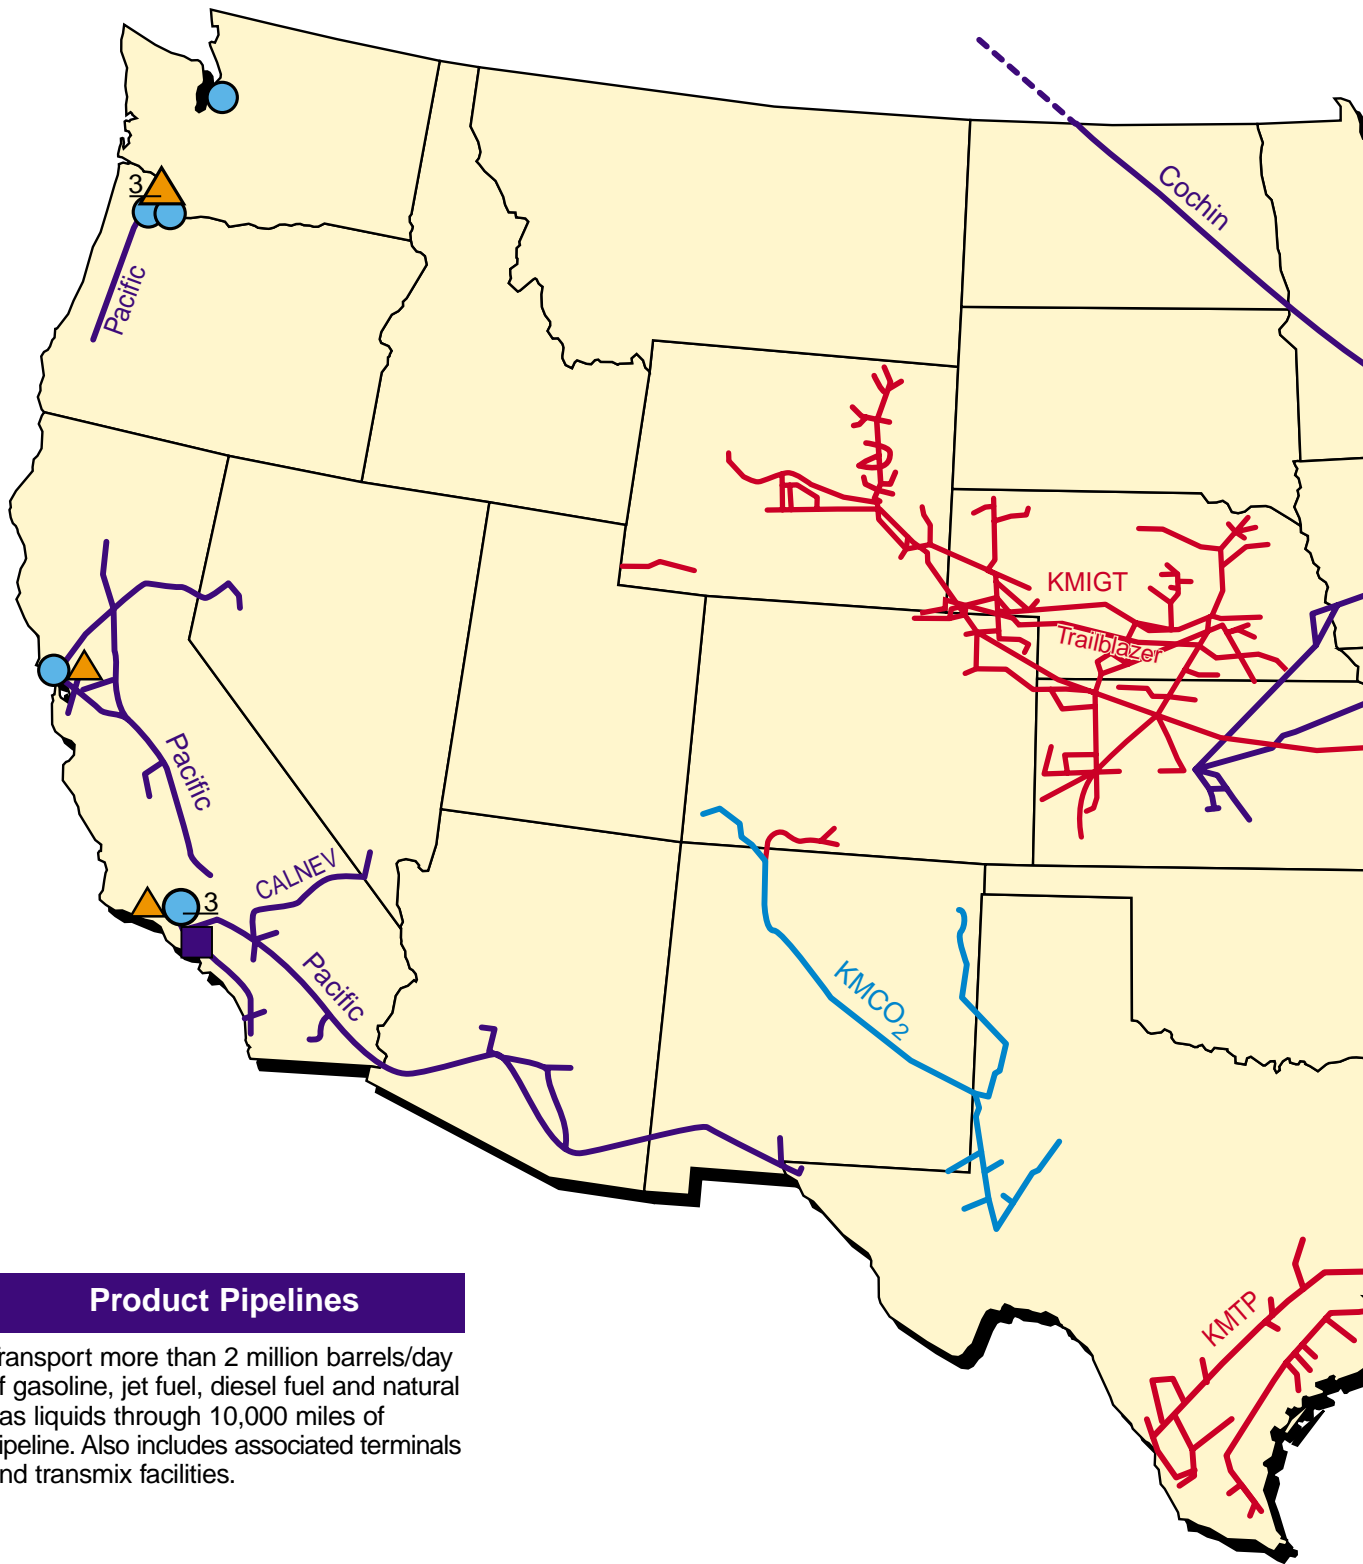 Cochin
3
Pacific
KMIGT
Trailblazer
Pacific
CALNEV
3
Pacific
KMCO2
KMTP
Product Pipelines
ransport more than 2 million barrels/day
f gasoline, jet fuel, diesel fuel and natural
as liquids through 10,000 miles of
ipeline. Also includes associated terminals
nd transmix facilities.